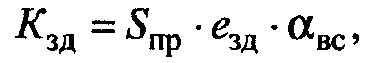 Kзд = Sпр · eзд · αвс,